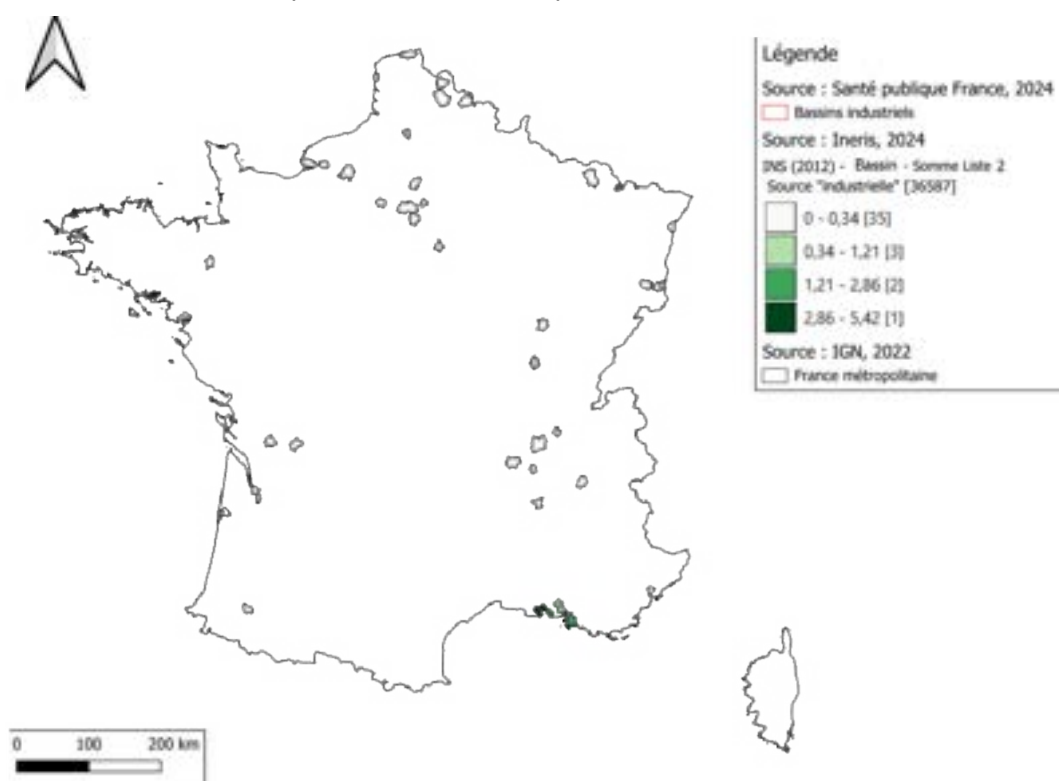 Légende
Source : Santé publique France, 2024
Bassins industriels
Source : Ineris, 2024
INS (2012) - Bassin - Somme Liste 2
Source "industrielle" [36587]
0 - 0,34 [35]
0,34 - 1,21 [3]
1,21 - 2,86 [2]
2,86 - 5,42 [1]
Source : IGN, 2022
France métropolitaine
0 100 200 km